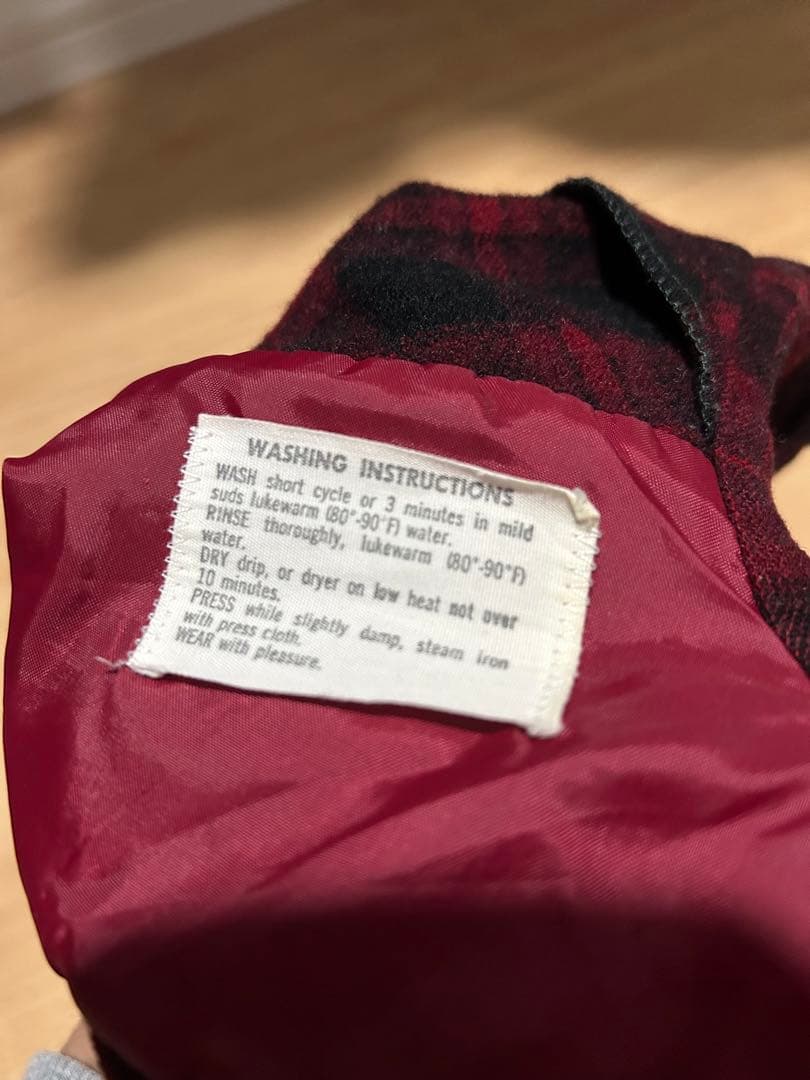 WASHING INSTRUCTIONS
WASH short cycle or 3 minutes in mild
suds lukewarm (80°-90°F) water.
RINSE thoroughly, lukewarm (80°-90°F)
water.
DRY drip, or dryer on low heat not over
10 minutes.
PRESS while slightly damp, steam iron
with press cloth.
WEAR with pleasure.